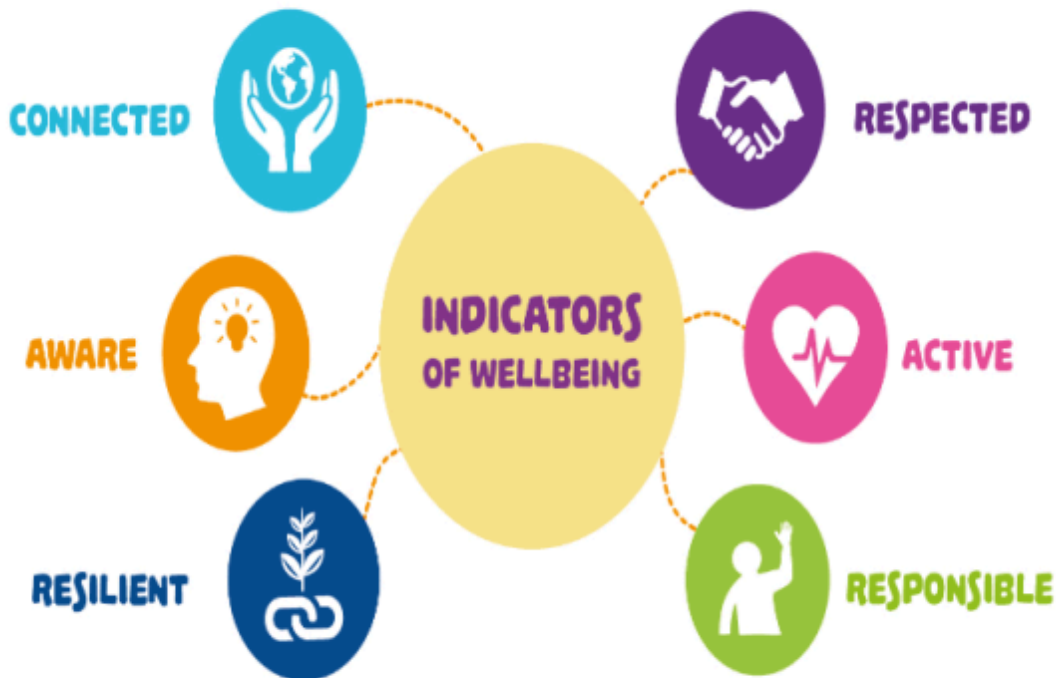 CONNECTED
RESPECTED
INDICATORS
OF WELLBEING
AWARE
ACTIVE
RESILIENT
RESPONSIBLE